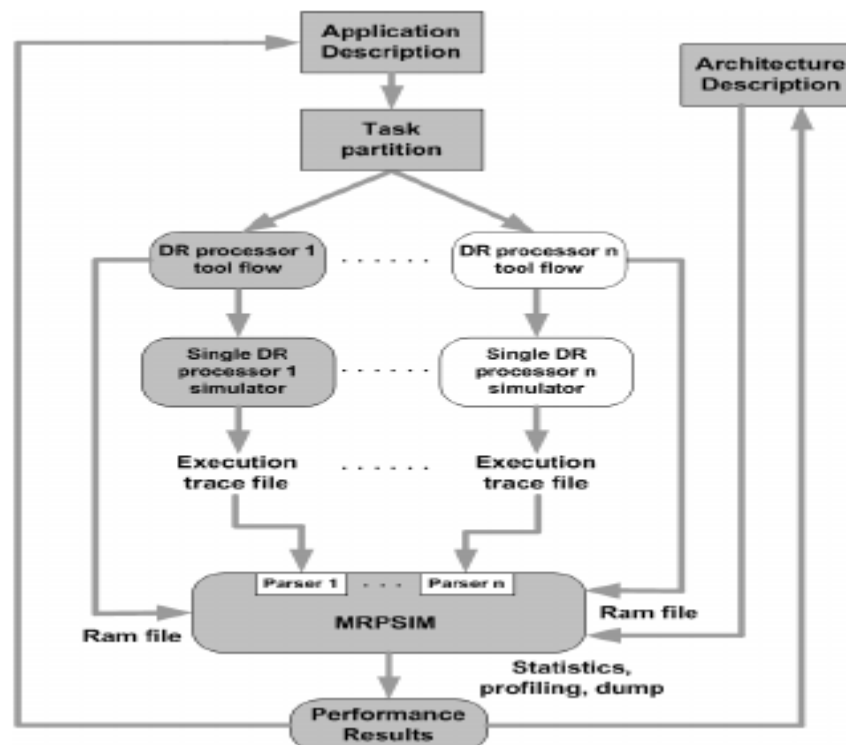 Application
Description
Architecture
Description
Task
partition
DR processor 1
tool flow
. . . . . .
DR processor n
tool flow
Single DR
processor 1
simulator
. . . . . .
Single DR
processor n
simulator
Execution
trace file
. . . . . .
Execution
trace file
Parser 1
. . .
Parser n
MRPSIM
Ram file
Ram file
Statistics,
profiling, dump
Performance
Results